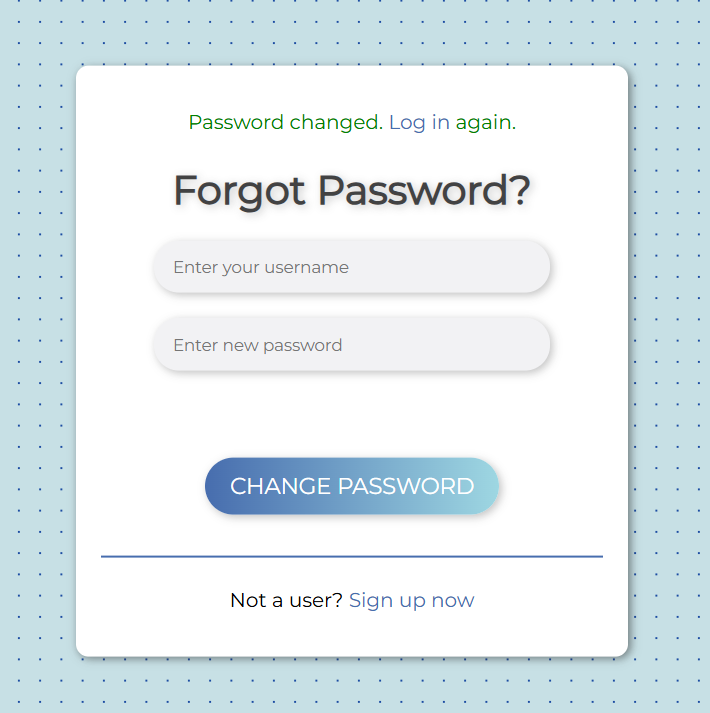 Password changed. Log in again.
Forgot Password?
Enter your username
Enter new password
CHANGE PASSWORD
Not a user? Sign up now